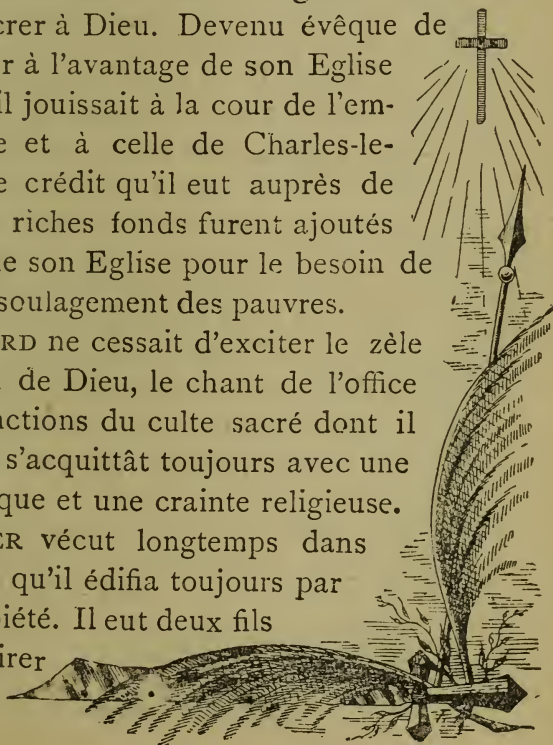 crer à Dieu. Devenu évêque de
r à l'avantage de son Eglise
il jouissait à la cour de l'em-
e et à celle de Charles-le-
e crédit qu'il eut auprès de
riches fonds furent ajoutés
le son Eglise pour le besoin de
soulagement des pauvres.
RD ne cessait d'exciter le zèle
de Dieu, le chant de l'office
nctions du culte sacré dont il
s'acquittât toujours avec une
que et une crainte religieuse.
ER vécut longtemps dans
qu'il édifia toujours par
iété. Il eut deux fils
irer